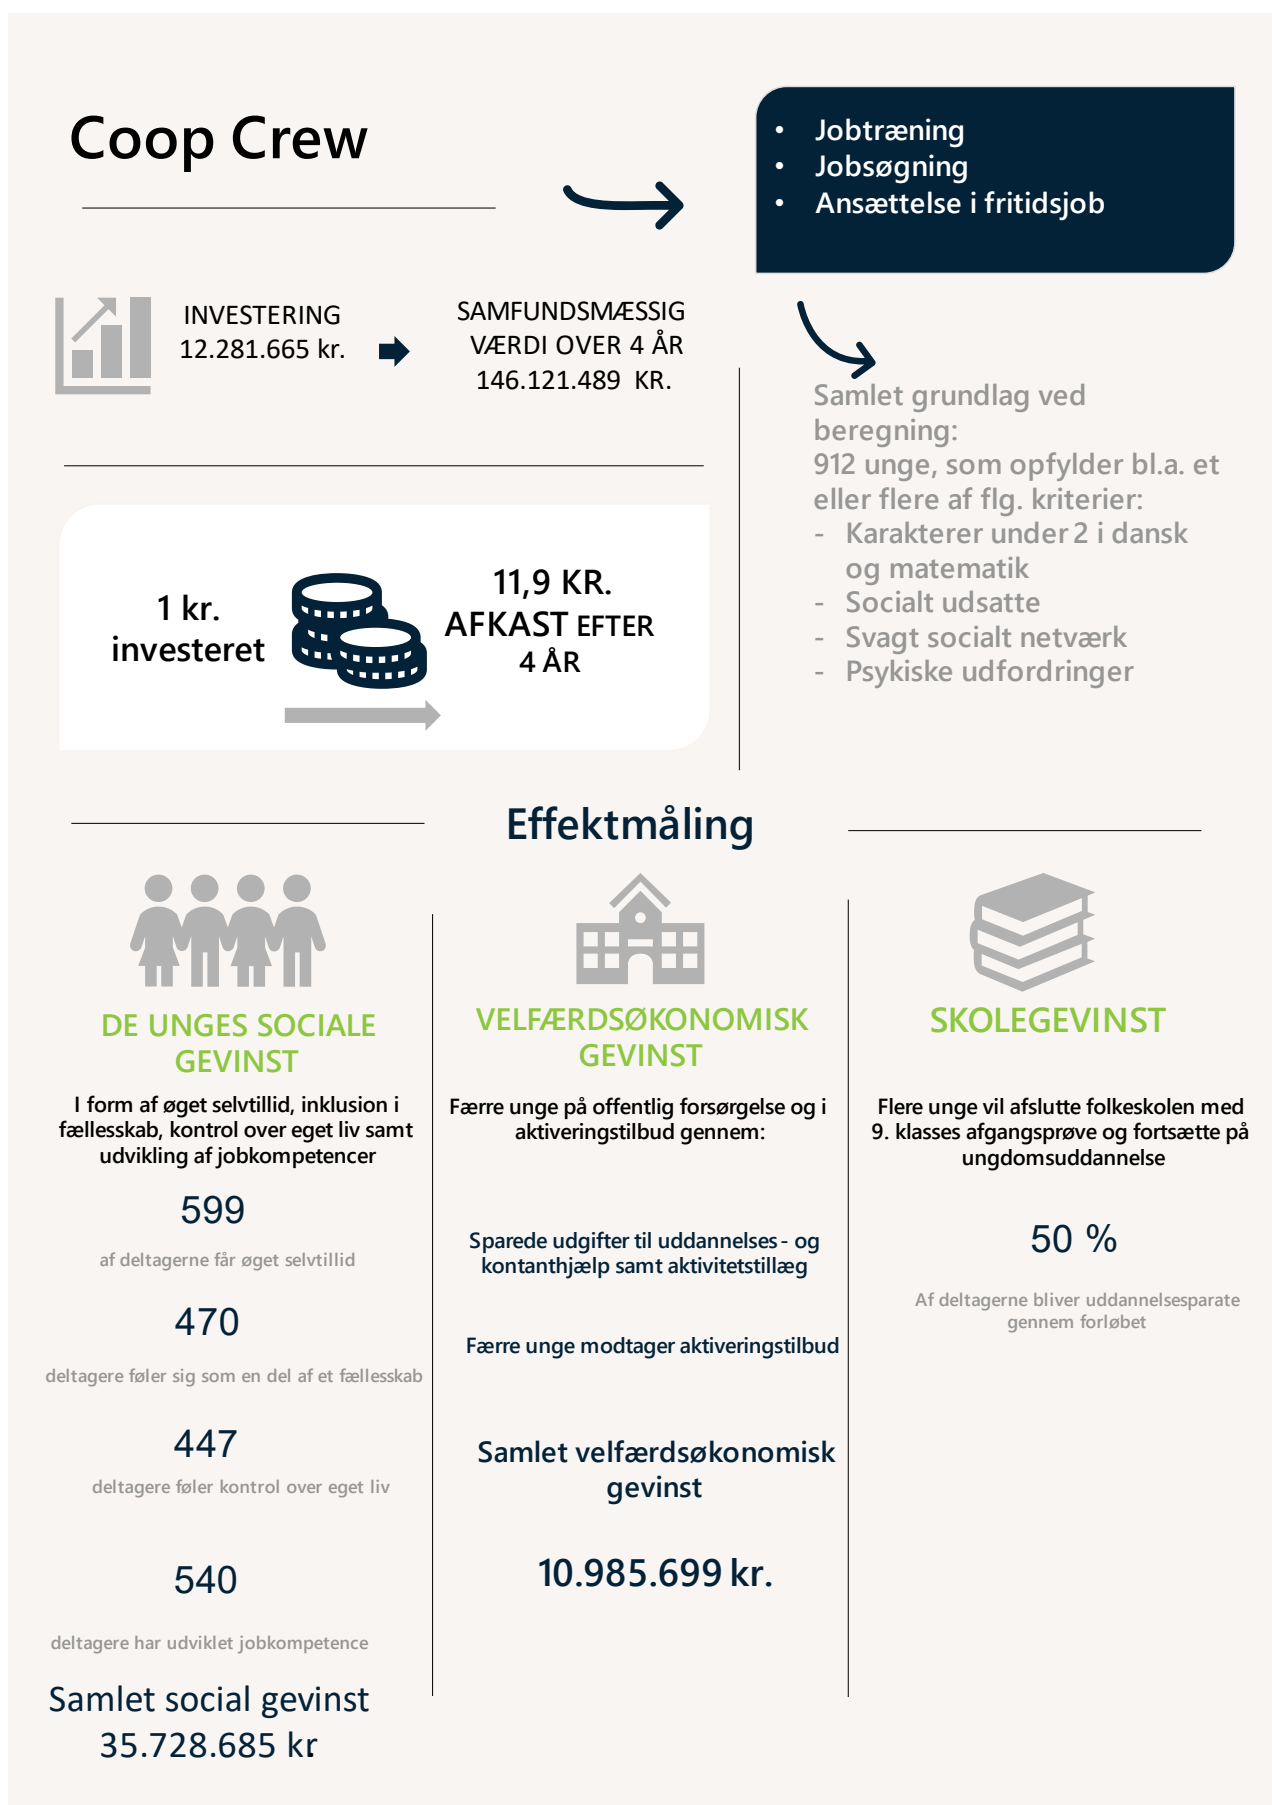 Coop Crew
• Jobtræning
• Jobsøgning
• Ansættelse i fritidsjob
INVESTERING
12.281.665 kr.
SAMFUNDSMÆSSIG
VÆRDI OVER 4 ÅR
146.121.489 KR.
Samlet grundlag ved
beregning:
912 unge, som opfylder bl.a. et
eller flere af flg. kriterier:
- Karakterer under 2 i dansk
og matematik
- Socialt udsatte
- Svagt socialt netværk
- Psykiske udfordringer
1 kr.
investeret
11,9 KR.
AFKAST EFTER
4 ÅR
Effektmåling
DE UNGES SOCIALE
GEVINST
I form af øget selvtillid, inklusion i
fællesskab, kontrol over eget liv samt
udvikling af jobkompetencer
599
af deltagerne får øget selvtillid
470
deltagere føler sig som en del af et fællesskab
447
deltagere føler kontrol over eget liv
540
deltagere har udviklet jobkompetence
Samlet social gevinst
35.728.685 kr.
VELFÆRDSØKONOMISK
GEVINST
Færre unge på offentlig forsørgelse og i
aktiveringstilbud gennem:
Sparede udgifter til uddannelses- og
kontanthjælp samt aktivitetstillæg
Færre unge modtager aktiveringstilbud
Samlet velfærdsøkonomisk
gevinst
10.985.699 kr.
SKOLEGEVINST
Flere unge vil afslutte folkeskolen med
9. klasses afgangsprøve og fortsætte på
ungdomsuddannelse
50 %
Af deltagerne bliver uddannelsesparate
gennem forløbet